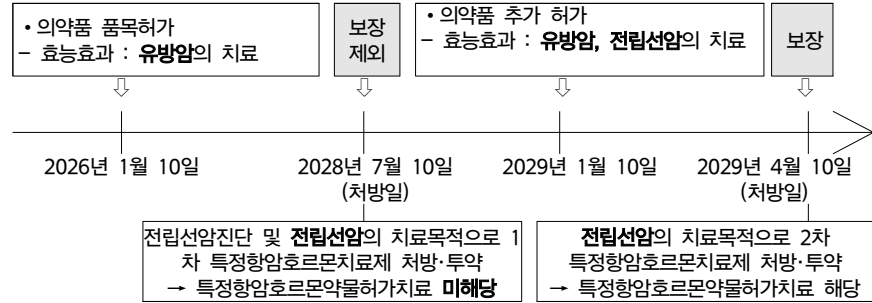 • 의약품 품목허가
- 효능효과 : 유방암의 치료
보장
제외
• 의약품 추가 허가
- 효능효과 : 유방암, 전립선암의 치료
보장
2026년 1월 10일
2028년 7월 10일
(처방일)
2029년 1월 10일
2029년 4월 10일
(처방일)
전립선암진단 및 전립선암의 치료목적으로 1
차 특정항암호르몬치료제 처방·투약
→ 특정항암호르몬약물허가치료 미해당
전립선암의 치료목적으로 2차
특정항암호르몬치료제 처방·투약
→ 특정항암호르몬약물허가치료 해당